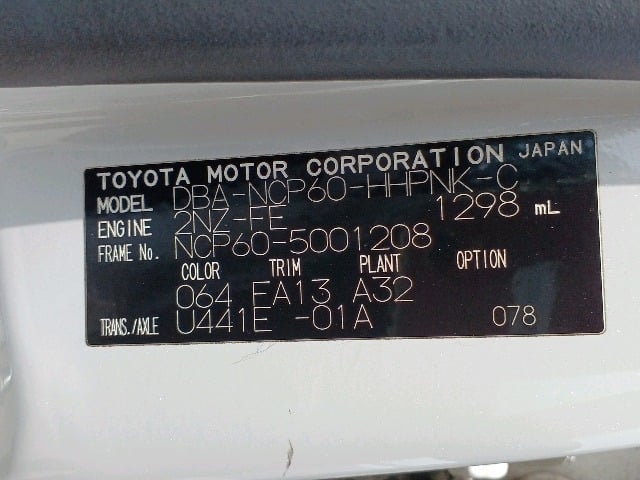 TOYOTA MOTOR CORPORATION JAPAN
MODEL DBA-NCP60-HHPNK-C
ENGINE 2NZ-FE 1298 mL
FRAME No. NCP60-5001208
COLOR TRIM PLANT OPTION
064 EA13 A32
TRANS./AXLE U441E -01A 078